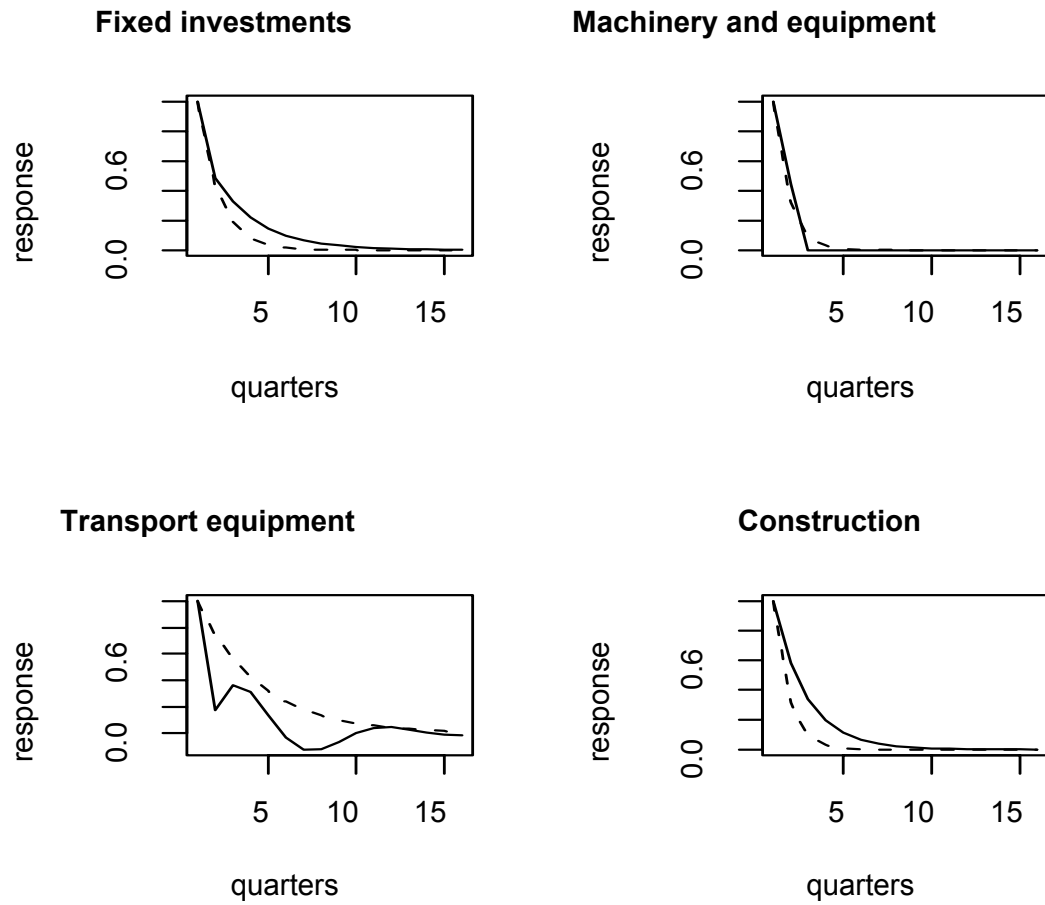 Fixed investments
response
0.0 0.6
5 10 15
quarters
Machinery and equipment
response
0.0 0.6
5 10 15
quarters
Transport equipment
response
0.0 0.6
5 10 15
quarters
Construction
response
0.0 0.6
5 10 15
quarters